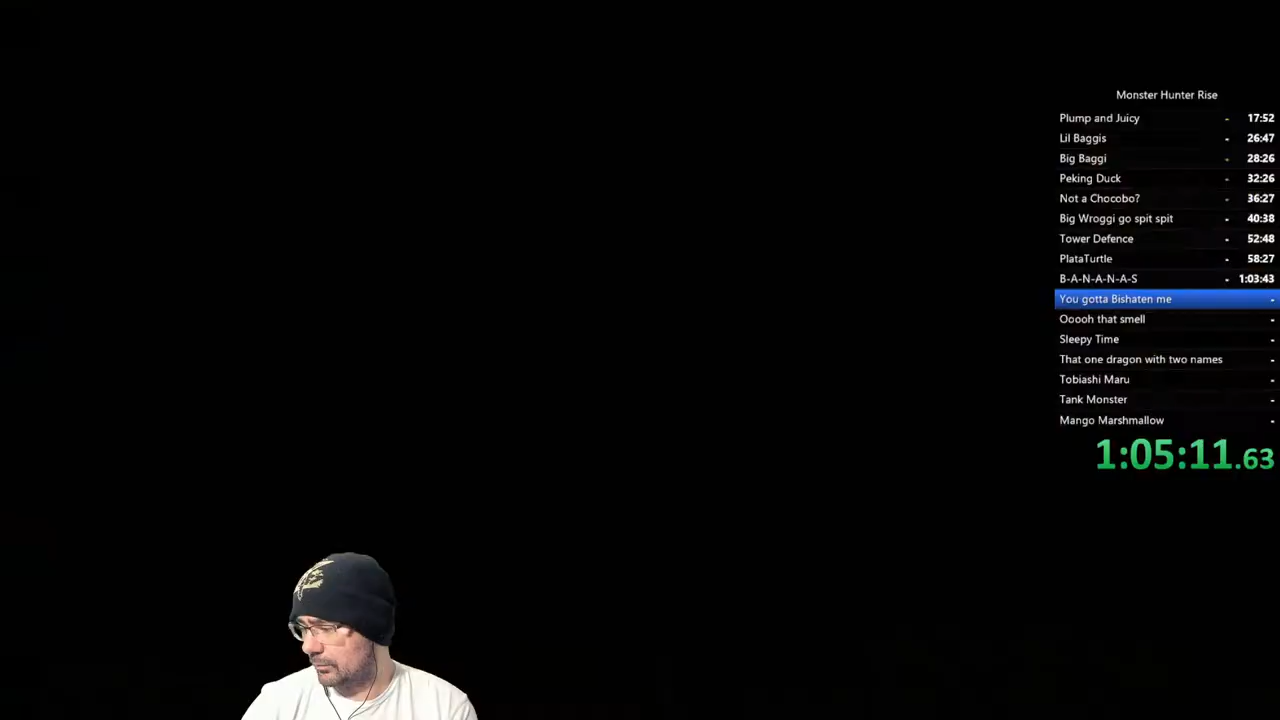 Monster Hunter Rise
Plump and Juicy - 17:52
Lil Baggis - 26:47
Big Baggi - 28:26
Peking Duck - 32:26
Not a Chocobo? - 36:27
Big Wroggi go spit spit - 40:38
Tower Defence - 52:48
PlataTurtle - 58:27
B-A-N-A-N-A-S - 1:03:43
You gotta Bishaten me -
Ooooh that smell -
Sleepy Time -
That one dragon with two names -
Tobiashi Maru -
Tank Monster -
Mango Marshmallow -
1:05:11.63